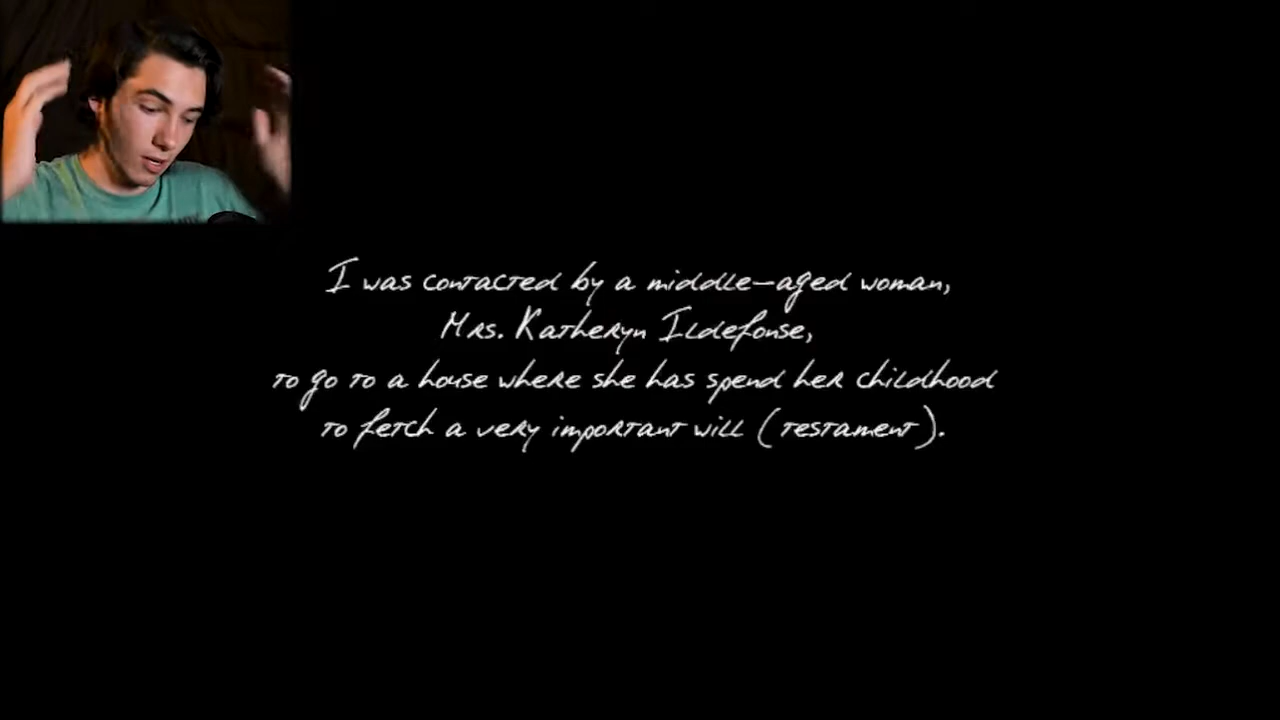 I was contacted by a middle-aged woman,
Mrs. Katheryn Ildefonse,
to go to a house where she has spend her childhood
to fetch a very important will (testament).